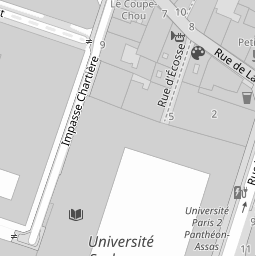 Le Coupe-
Chou
9
8
10
Impasse Chartière
Rue d'Écosse
Rue de La
5
2
Université
Paris 2
Panthéon-
Assas
Université